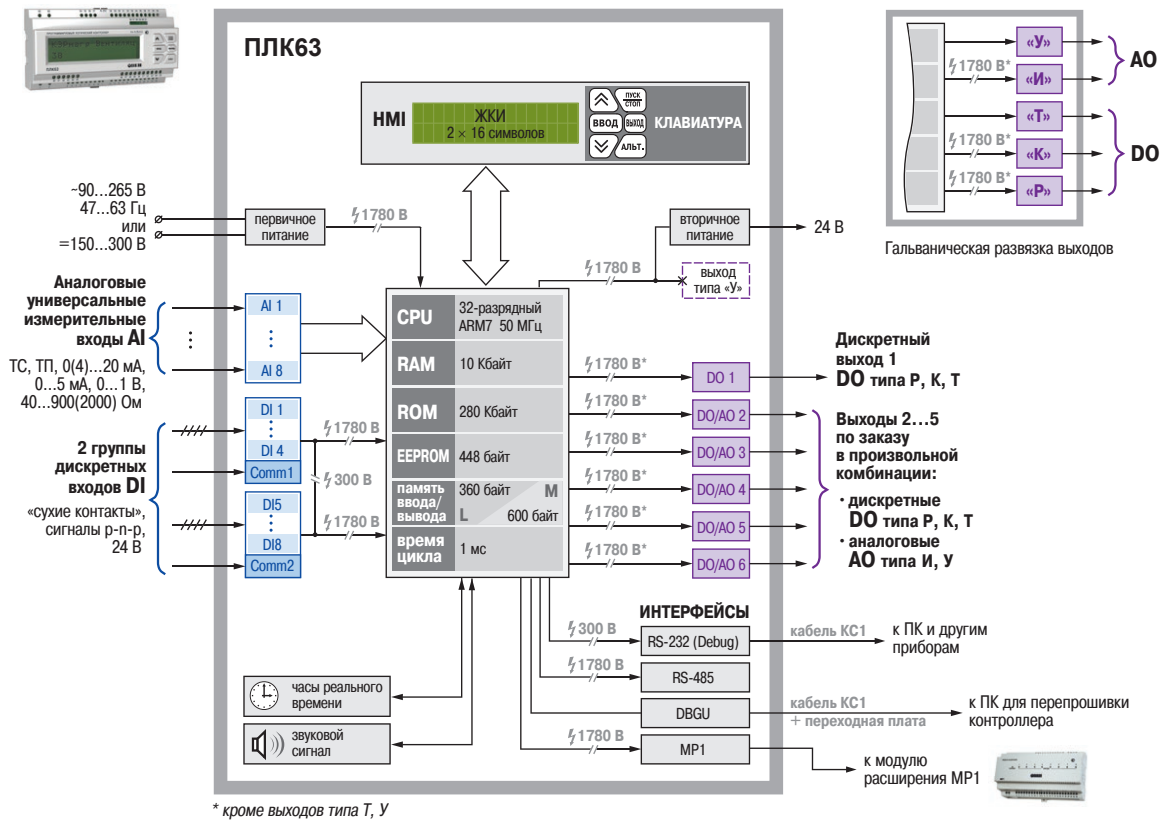 ПЛК63
ПЛК63
HMI
ЖКИ
2 × 16 символов
ПУСК
СТОП
ВВОД
ВЫХОД
АЛЬТ.
КЛАВИАТУРА
~90...265 В
47...63 Гц
или
=150...300 В
первичное
питание
1780 В
вторичное
питание
24 В
1780 В
выход
типа «У»
Аналоговые
универсальные
измерительные
входы AI
ТС, ТП, 0(4)...20 мА,
0...5 мА, 0...1 В,
40...900(2000) Ом
AI 1
AI 8
2 группы
дискретных
входов DI
«сухие контакты»,
сигналы p-n-p,
24 В
DI 1
DI 4
Comm1
DI5
DI8
Comm2
1780 В
300 В
1780 В
CPU
32-разрядный
ARM7 50 МГц
RAM
10 Кбайт
ROM
280 Кбайт
EEPROM
448 байт
память
ввода/
вывода
360 байт
M
L
600 байт
время
цикла
1 мс
1780 В*
DO 1
1780 В*
DO/AO 2
1780 В*
DO/AO 3
1780 В*
DO/AO 4
1780 В*
DO/AO 5
1780 В*
DO/AO 6
Дискретный
выход 1
DO типа Р, К, Т
Выходы 2...5
по заказу
в произвольной
комбинации:
· дискретные
DO типа Р, К, Т
· аналоговые
AO типа И, У
ИНТЕРФЕЙСЫ
300 В
RS-232 (Debug)
кабель КС1
к ПК и другим
приборам
1780 В
RS-485
DBGU
кабель КС1
+ переходная плата
к ПК для перепрошивки
контроллера
1780 В
МР1
к модулю
расширения МР1
часы реального
времени
звуковой
сигнал
* кроме выходов типа Т, У
«У»
1780 В*
«И»
AO
«Т»
1780 В*
«К»
1780 В*
«Р»
DO
Гальваническая развязка выходов